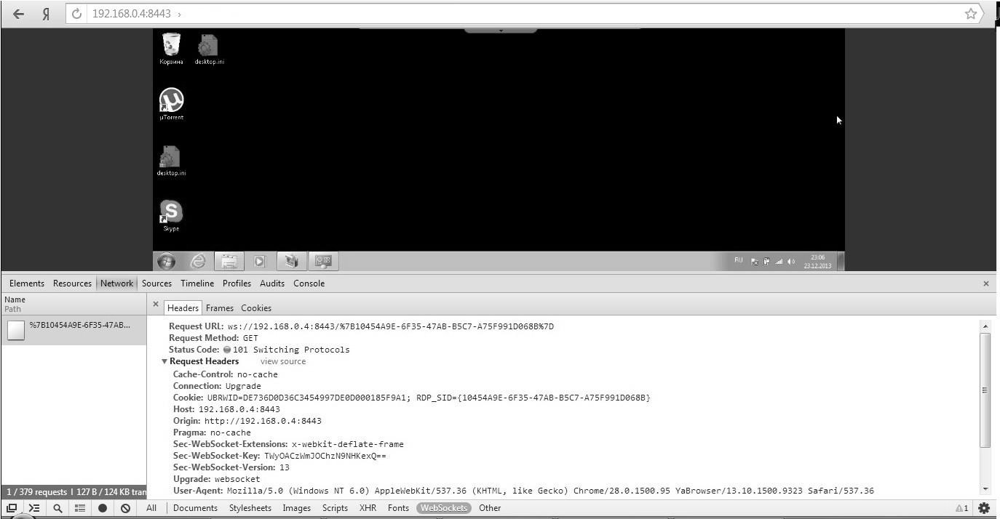 Я 192.168.0.4:8443 ›
Корзина desktop.ini
µTorrent
desktop.ini
S
Skype
RU 23:06
23.12.2013
Elements Resources Network Sources Timeline Profiles Audits Console ×
Name
Path
× Headers Frames Cookies
%7B10454A9E-6F35-47AB...
Request URL: ws://192.168.0.4:8443/%7B10454A9E-6F35-47AB-B5C7-A75F991D068B%7D
Request Method: GET
Status Code: 101 Switching Protocols
▼ Request Headers view source
Cache-Control: no-cache
Connection: Upgrade
Cookie: UBRWID=DE736D0D36C3454997DE0D000185F9A1; RDP_SID={10454A9E-6F35-47AB-B5C7-A75F991D068B}
Host: 192.168.0.4:8443
Origin: http://192.168.0.4:8443
Pragma: no-cache
Sec-WebSocket-Extensions: x-webkit-deflate-frame
Sec-WebSocket-Key: TWyOACzWmJOChzN9NHKexQ==
Sec-WebSocket-Version: 13
Upgrade: websocket
User-Agent: Mozilla/5.0 (Windows NT 6.0) AppleWebKit/537.36 (KHTML, like Gecko) Chrome/28.0.1500.95 YaBrowser/13.10.1500.9323 Safari/537.36
1 / 379 requests I 127 B / 124 KB tran
All Documents Stylesheets Images Scripts XHR Fonts WebSockets Other 1